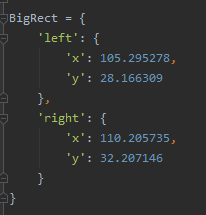 BigRect = {
    'left': {
        'x': 105.295278,
        'y': 28.166309
    },
    'right': {
        'x': 110.205735,
        'y': 32.207146
    }
}